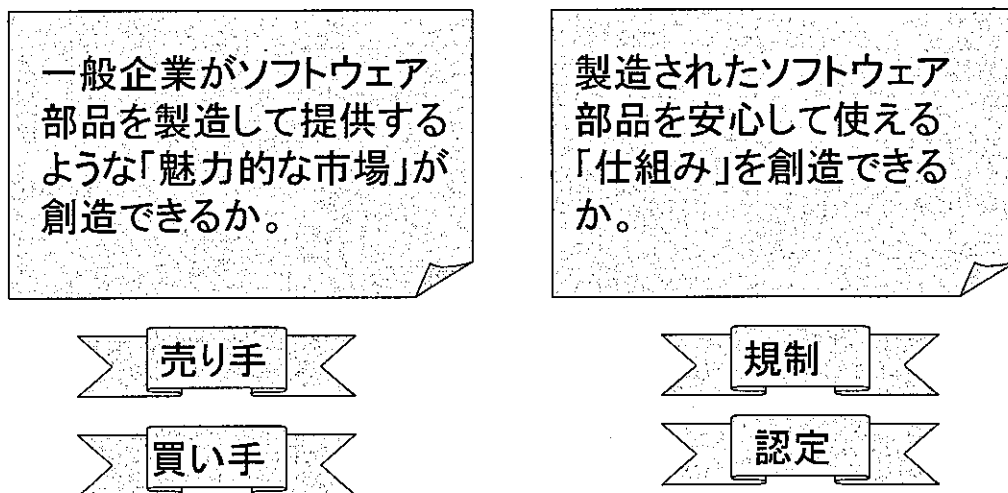 一般企業がソフトウェア
部品を製造して提供する
ような「魅力的な市場」が
創造できるか。
製造されたソフトウェア
部品を安心して使える
「仕組み」を創造できる
か。
売り手
買い手
規制
認定